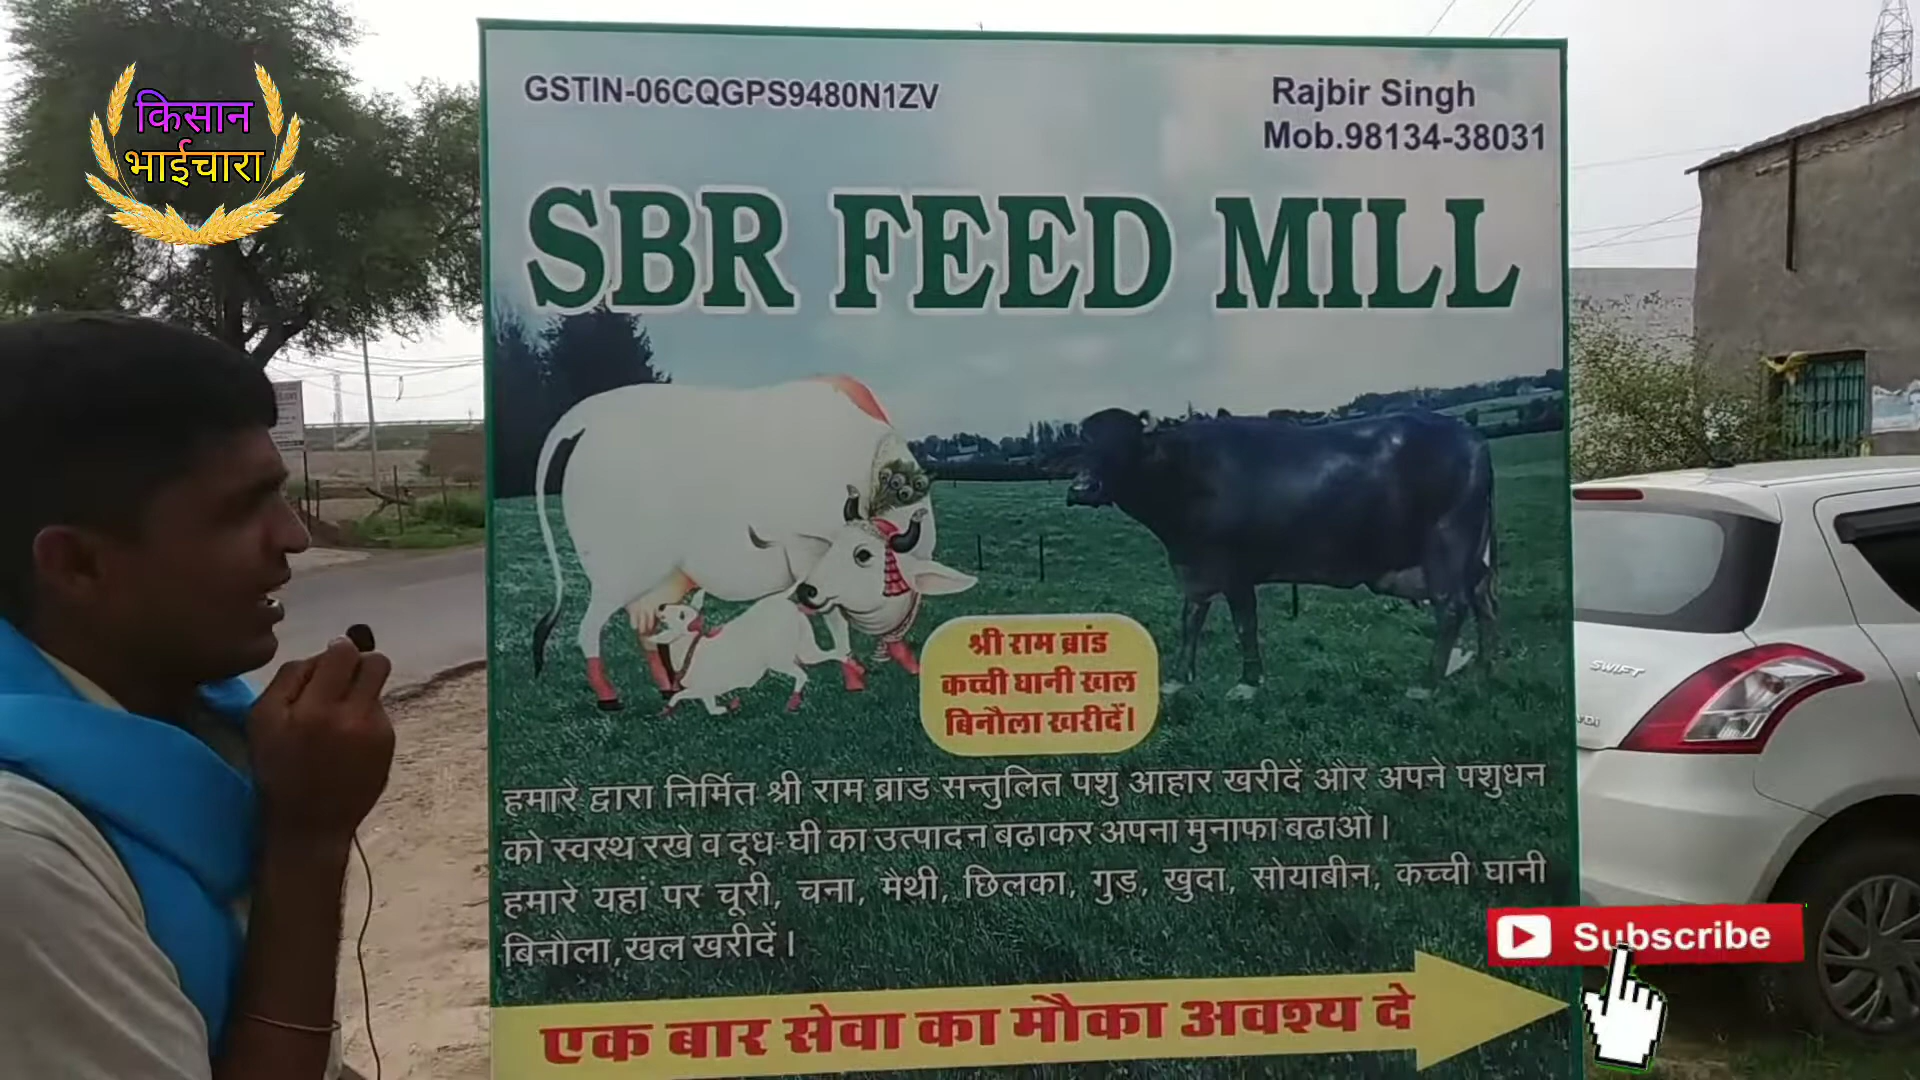 किसान
भाईचारा
GSTIN-06CQGPS9480N1ZV
Rajbir Singh
Mob.98134-38031
SBR FEED MILL
श्री राम ब्रांड
कच्ची घानी खल
बिनौला खरीदें।
हमारे द्वारा निर्मित श्री राम ब्रांड सन्तुलित पशु आहार खरीदें और अपने पशुधन
को स्वस्थ रखे व दूध-घी का उत्पादन बढाकर अपना मुनाफा बढाओ।
हमारे यहां पर चूरी, चना, मैथी, छिलका, गुड़, खुदा, सोयाबीन, कच्ची घानी
बिनौला, खल खरीदें।
एक बार सेवा का मौका अवश्य दे
SWIFT
Subscribe